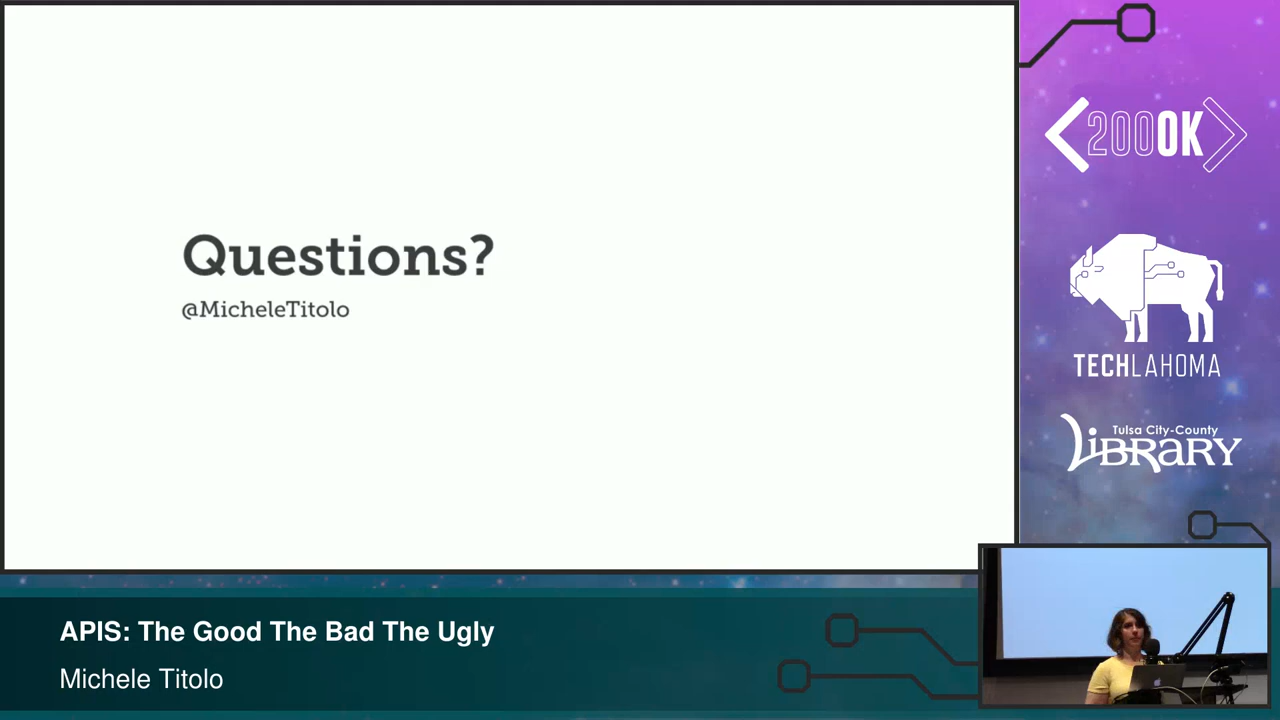 Questions?
@MicheleTitolo
<200OK>
TECHLAHOMA
Tulsa City-County
LIBRARY
APIS: The Good The Bad The Ugly
Michele Titolo